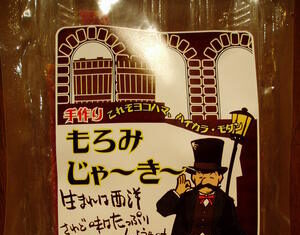 手作り これぞヨコハマ。ハイカラ・モダン
もろみ
じゃ〜き〜
生まれは西洋
されど味はたっぷり